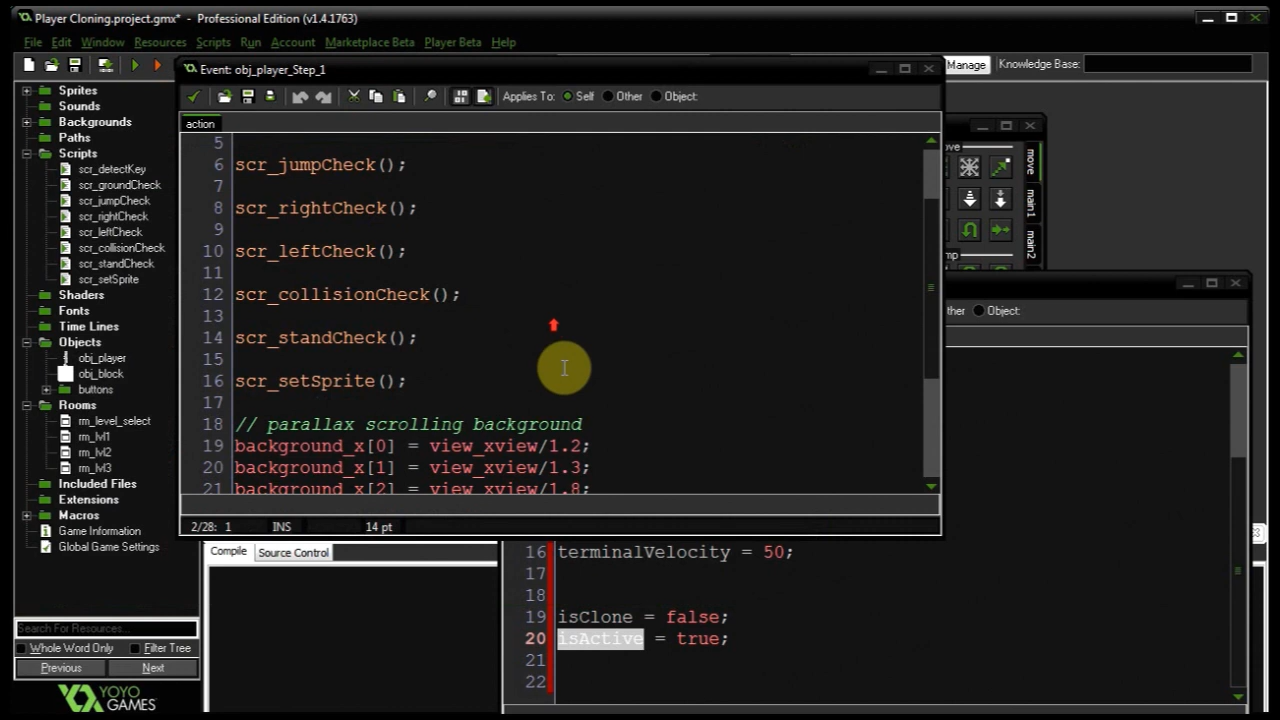 Player Cloning.project.gmx* - Professional Edition (v1.4.1763)
File Edit Window Resources Scripts Run Account Marketplace Beta Player Beta Help
Manage Knowledge Base:
Event: obj_player_Step_1
Applies To: Self Other Object:
action
5
6 scr_jumpCheck();
7
8 scr_rightCheck();
9
10 scr_leftCheck();
11
12 scr_collisionCheck();
13
14 scr_standCheck();
15
16 scr_setSprite();
17
18 // parallax scrolling background
19 background_x[0] = view_xview/1.2;
20 background_x[1] = view_xview/1.3;
21 background_x[2] = view_xview/1.8;
2/28: 1 INS 14 pt
Sprites
Sounds
Backgrounds
Paths
Scripts
scr_detectKey
scr_groundCheck
scr_jumpCheck
scr_rightCheck
scr_leftCheck
scr_collisionCheck
scr_standCheck
scr_setSprite
Shaders
Fonts
Time Lines
Objects
obj_player
obj_block
buttons
Rooms
rm_level_select
rm_lvl1
rm_lvl2
rm_lvl3
Included Files
Extensions
Macros
Game Information
Global Game Settings
Search For Resources...
Whole Word Only Filter Tree
Previous Next
YOYO
GAMES
Compile Source Control
move
main1
main2
Object:
16 terminalVelocity = 50;
17
18
19 isClone = false;
20 isActive = true;
21
22